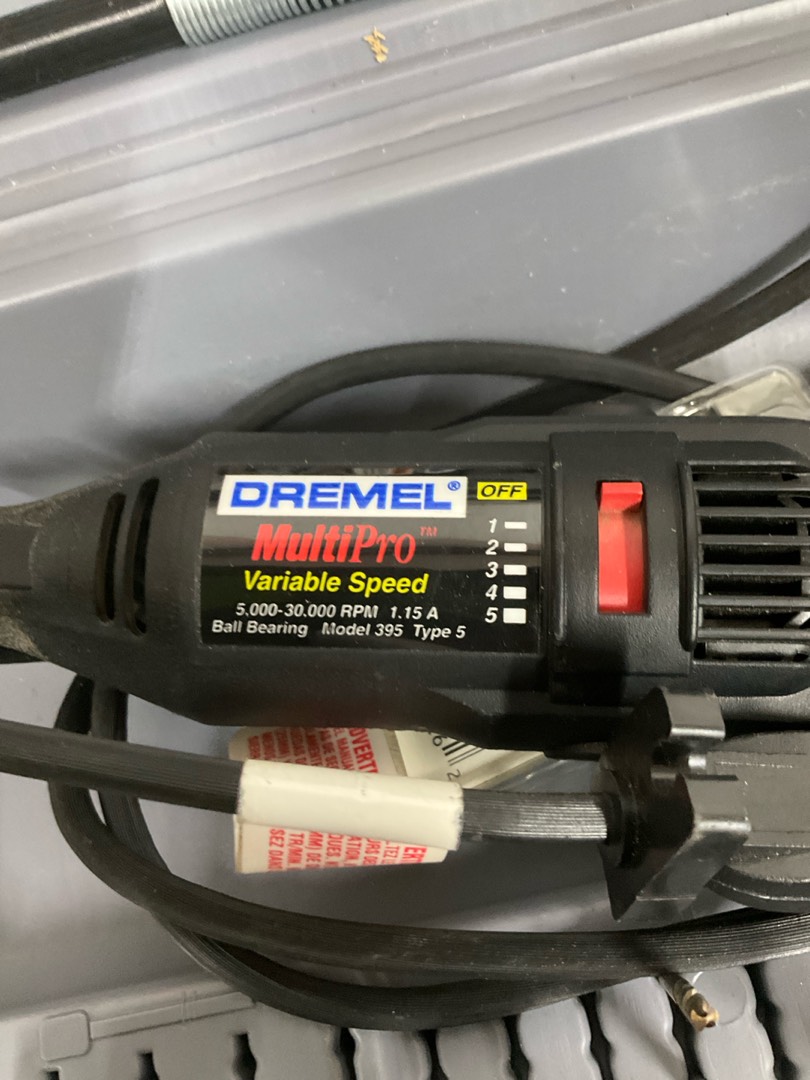 DREMEL®
OFF
MultiPro™
Variable Speed
5,000-30,000 RPM 1.15 A
Ball Bearing Model 395 Type 5
1
2
3
4
5
2